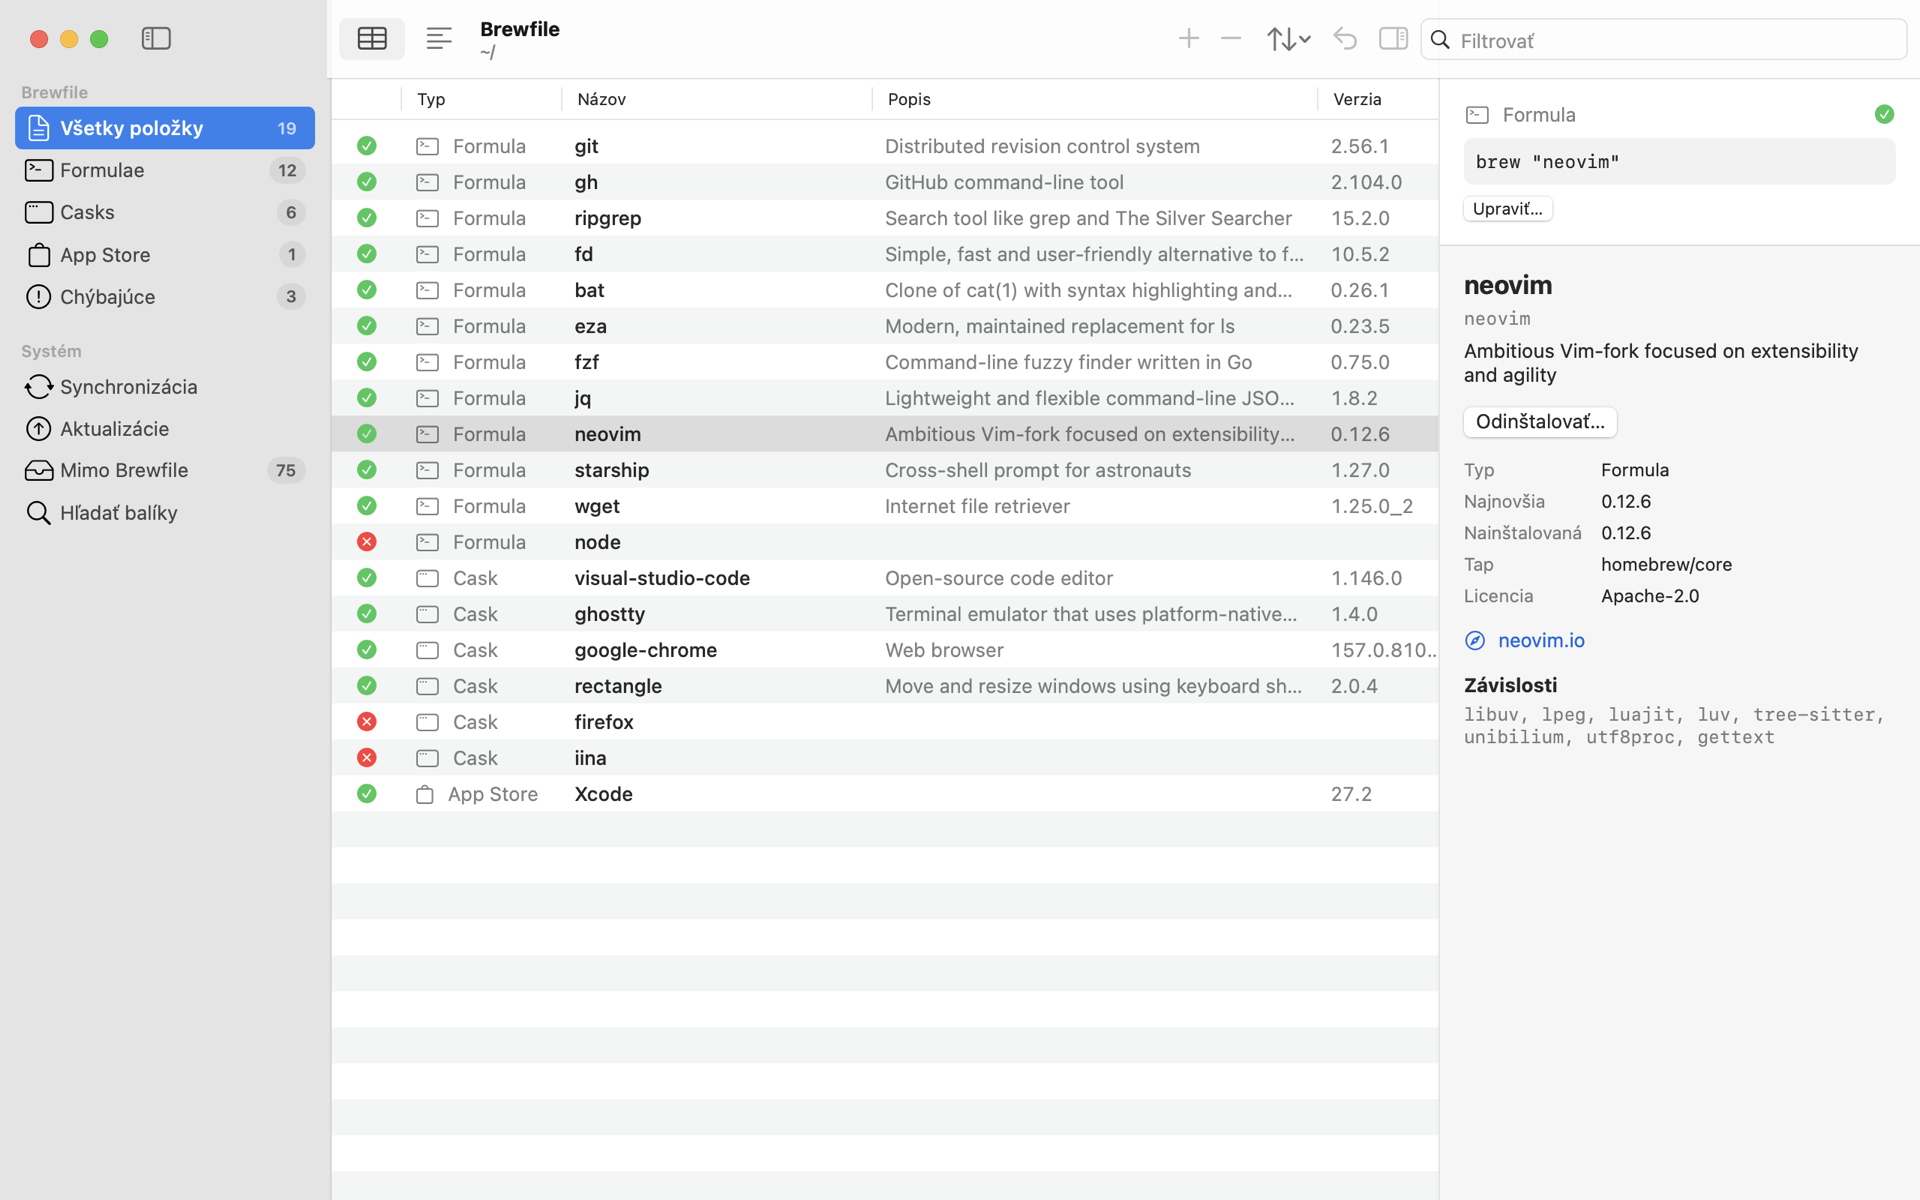 Brewfile
Všetky položky 19
Formulae 12
Casks 6
App Store 1
Chýbajúce 3
Systém
Synchronizácia
Aktualizácie
Mimo Brewfile 75
Hľadať balíky
Brewfile
~/
Filtrovať
Typ Názov Popis Verzia
Formula git Distributed revision control system 2.56.1
Formula gh GitHub command-line tool 2.104.0
Formula ripgrep Search tool like grep and The Silver Searcher 15.2.0
Formula fd Simple, fast and user-friendly alternative to f... 10.5.2
Formula bat Clone of cat(1) with syntax highlighting and... 0.26.1
Formula eza Modern, maintained replacement for ls 0.23.5
Formula fzf Command-line fuzzy finder written in Go 0.75.0
Formula jq Lightweight and flexible command-line JSO... 1.8.2
Formula neovim Ambitious Vim-fork focused on extensibility... 0.12.6
Formula starship Cross-shell prompt for astronauts 1.27.0
Formula wget Internet file retriever 1.25.0_2
Formula node
Cask visual-studio-code Open-source code editor 1.146.0
Cask ghostty Terminal emulator that uses platform-native... 1.4.0
Cask google-chrome Web browser 157.0.810...
Cask rectangle Move and resize windows using keyboard sh... 2.0.4
Cask firefox
Cask iina
App Store Xcode 27.2
Formula
brew "neovim"
Upraviť...
neovim
neovim
Ambitious Vim-fork focused on extensibility
and agility
Odinštalovať...
Typ Formula
Najnovšia 0.12.6
Nainštalovaná 0.12.6
Tap homebrew/core
Licencia Apache-2.0
neovim.io
Závislosti
libuv, lpeg, luajit, luv, tree-sitter,
unibilium, utf8proc, gettext